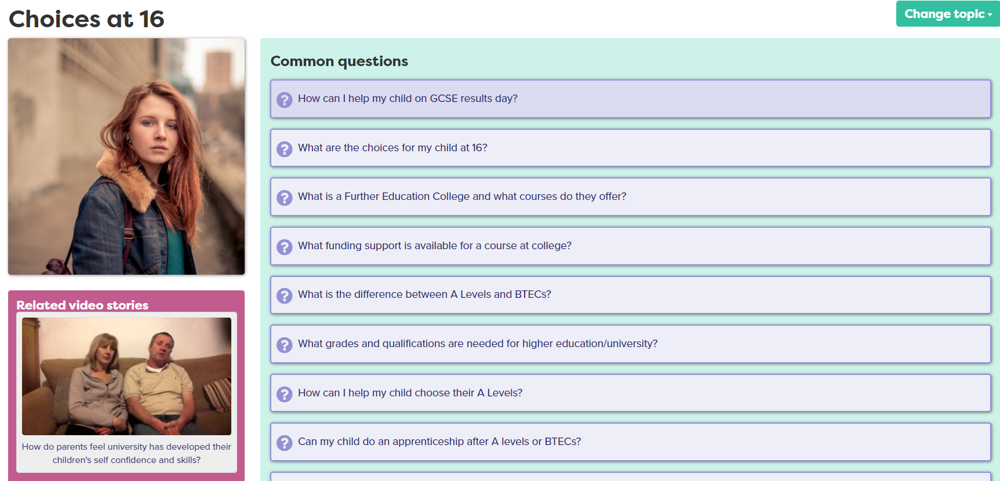 Choices at 16
Change topic
Common questions
How can I help my child on GCSE results day?
What are the choices for my child at 16?
What is a Further Education College and what courses do they offer?
What funding support is available for a course at college?
What is the difference between A Levels and BTECs?
What grades and qualifications are needed for higher education/university?
How can I help my child choose their A Levels?
Can my child do an apprenticeship after A levels or BTECs?
Related video stories
How do parents feel university has developed their
children's self confidence and skills?